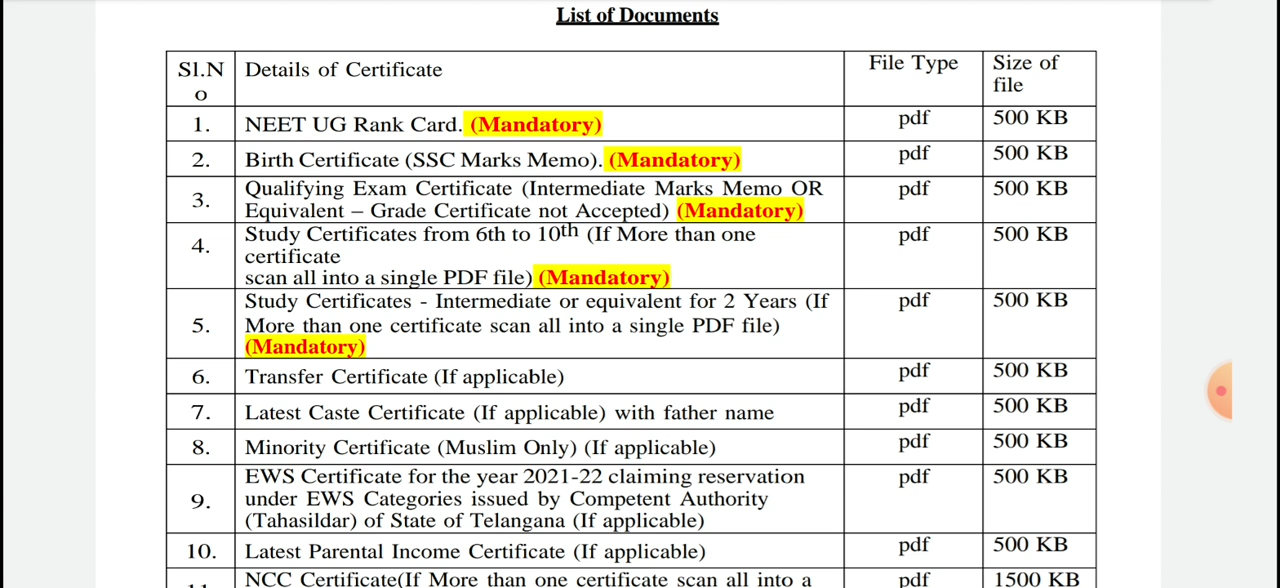 List of Documents
Sl.N
o
Details of Certificate
File Type
Size of
file
1.
NEET UG Rank Card. (Mandatory)
pdf
500 KB
2.
Birth Certificate (SSC Marks Memo). (Mandatory)
pdf
500 KB
3.
Qualifying Exam Certificate (Intermediate Marks Memo OR
Equivalent – Grade Certificate not Accepted) (Mandatory)
pdf
500 KB
4.
Study Certificates from 6th to 10th (If More than one
certificate
scan all into a single PDF file) (Mandatory)
pdf
500 KB
5.
Study Certificates - Intermediate or equivalent for 2 Years (If
More than one certificate scan all into a single PDF file)
(Mandatory)
pdf
500 KB
6.
Transfer Certificate (If applicable)
pdf
500 KB
7.
Latest Caste Certificate (If applicable) with father name
pdf
500 KB
8.
Minority Certificate (Muslim Only) (If applicable)
pdf
500 KB
9.
EWS Certificate for the year 2021-22 claiming reservation
under EWS Categories issued by Competent Authority
(Tahasildar) of State of Telangana (If applicable)
pdf
500 KB
10.
Latest Parental Income Certificate (If applicable)
pdf
500 KB
11.
NCC Certificate(If More than one certificate scan all into a
pdf
1500 KB